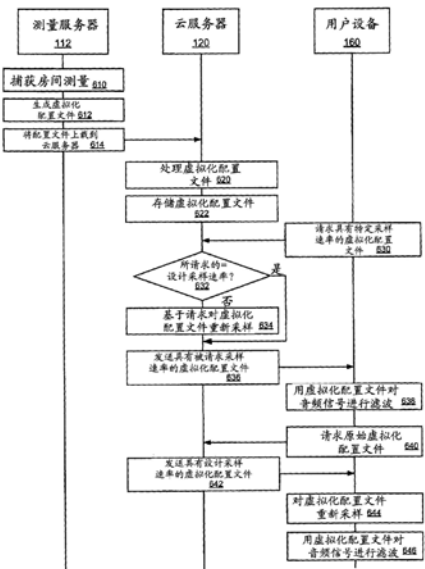 测量服务器
112
云服务器
120
用户设备
160
捕获房间测量 610
生成虚拟化
配置文件 612
将配置文件上载到
云服务器 614
处理虚拟化配置
文件 620
存储虚拟化配置文件
622
请求具有特定采样
速率的虚拟化配置
文件 630
所请求的=
设计采样速率?
632
是
否
基于请求对虚拟化
配置文件重新采样 634
发送具有被请求采样
速率的虚拟化配置文件
636
用虚拟化配置文件对
音频信号进行滤波 638
请求原始虚拟化
配置文件 640
发送具有设计采样
速率的虚拟化配置文件
642
对虚拟化配置文件
重新采样 644
用虚拟化配置文件对
音频信号进行滤波 646